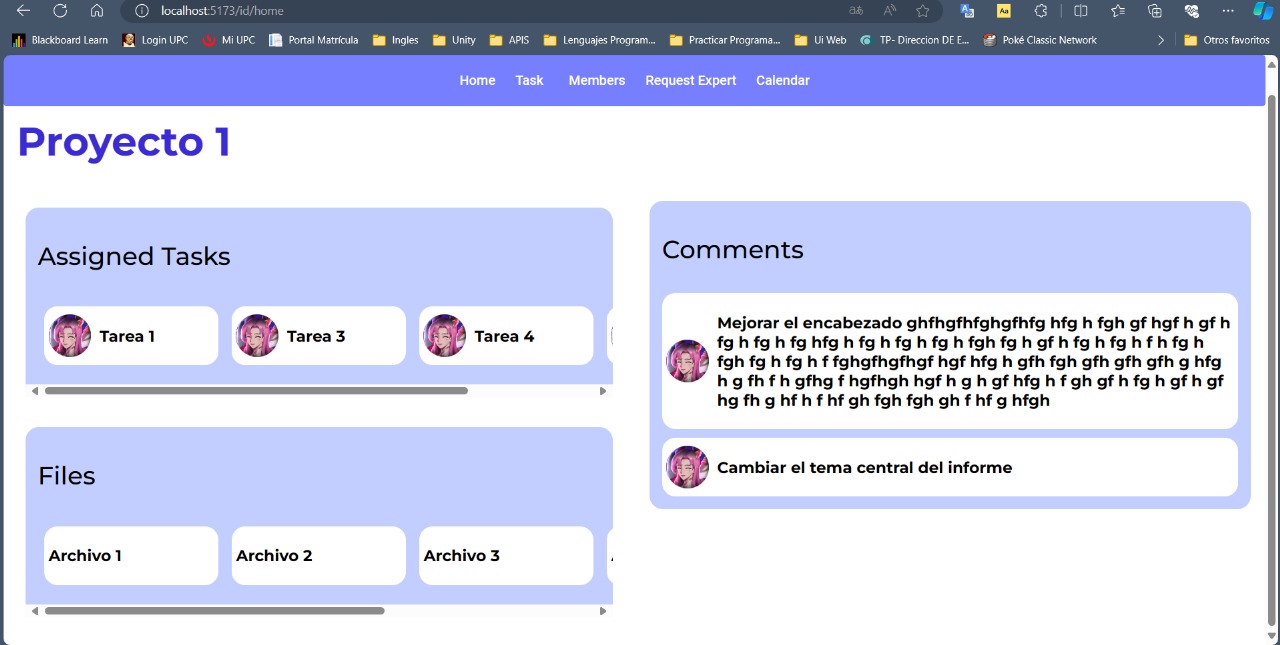 localhost:5173/id/home
Blackboard Learn
Login UPC
Mi UPC
Portal Matrícula
Ingles
Unity
APIS
Lenguajes Program...
Practicar Programa...
Ui Web
TP- Direccion DE E...
Poké Classic Network
Otros favoritos
Home
Task
Members
Request Expert
Calendar
Proyecto 1
Assigned Tasks
Tarea 1
Tarea 3
Tarea 4
Files
Archivo 1
Archivo 2
Archivo 3
Comments
Mejorar el encabezado ghfhgfhfghgfhfg hfg h fgh gf hgf h gf h
fg h fg h fg hfg h fg h fg h fg h fgh fg h gf h fg h fg h f h fg h
fgh fg h fg h f fghgfhgfhgf hgf hfg h gfh fgh gfh gfh gfh g hfg
h g fh f h gfhg f hgfhgh hgf h g h gf hfg h f gh gf h fg h gf h gf
hg fh g hf h f hf gh fgh fgh gh f hf g hfgh
Cambiar el tema central del informe